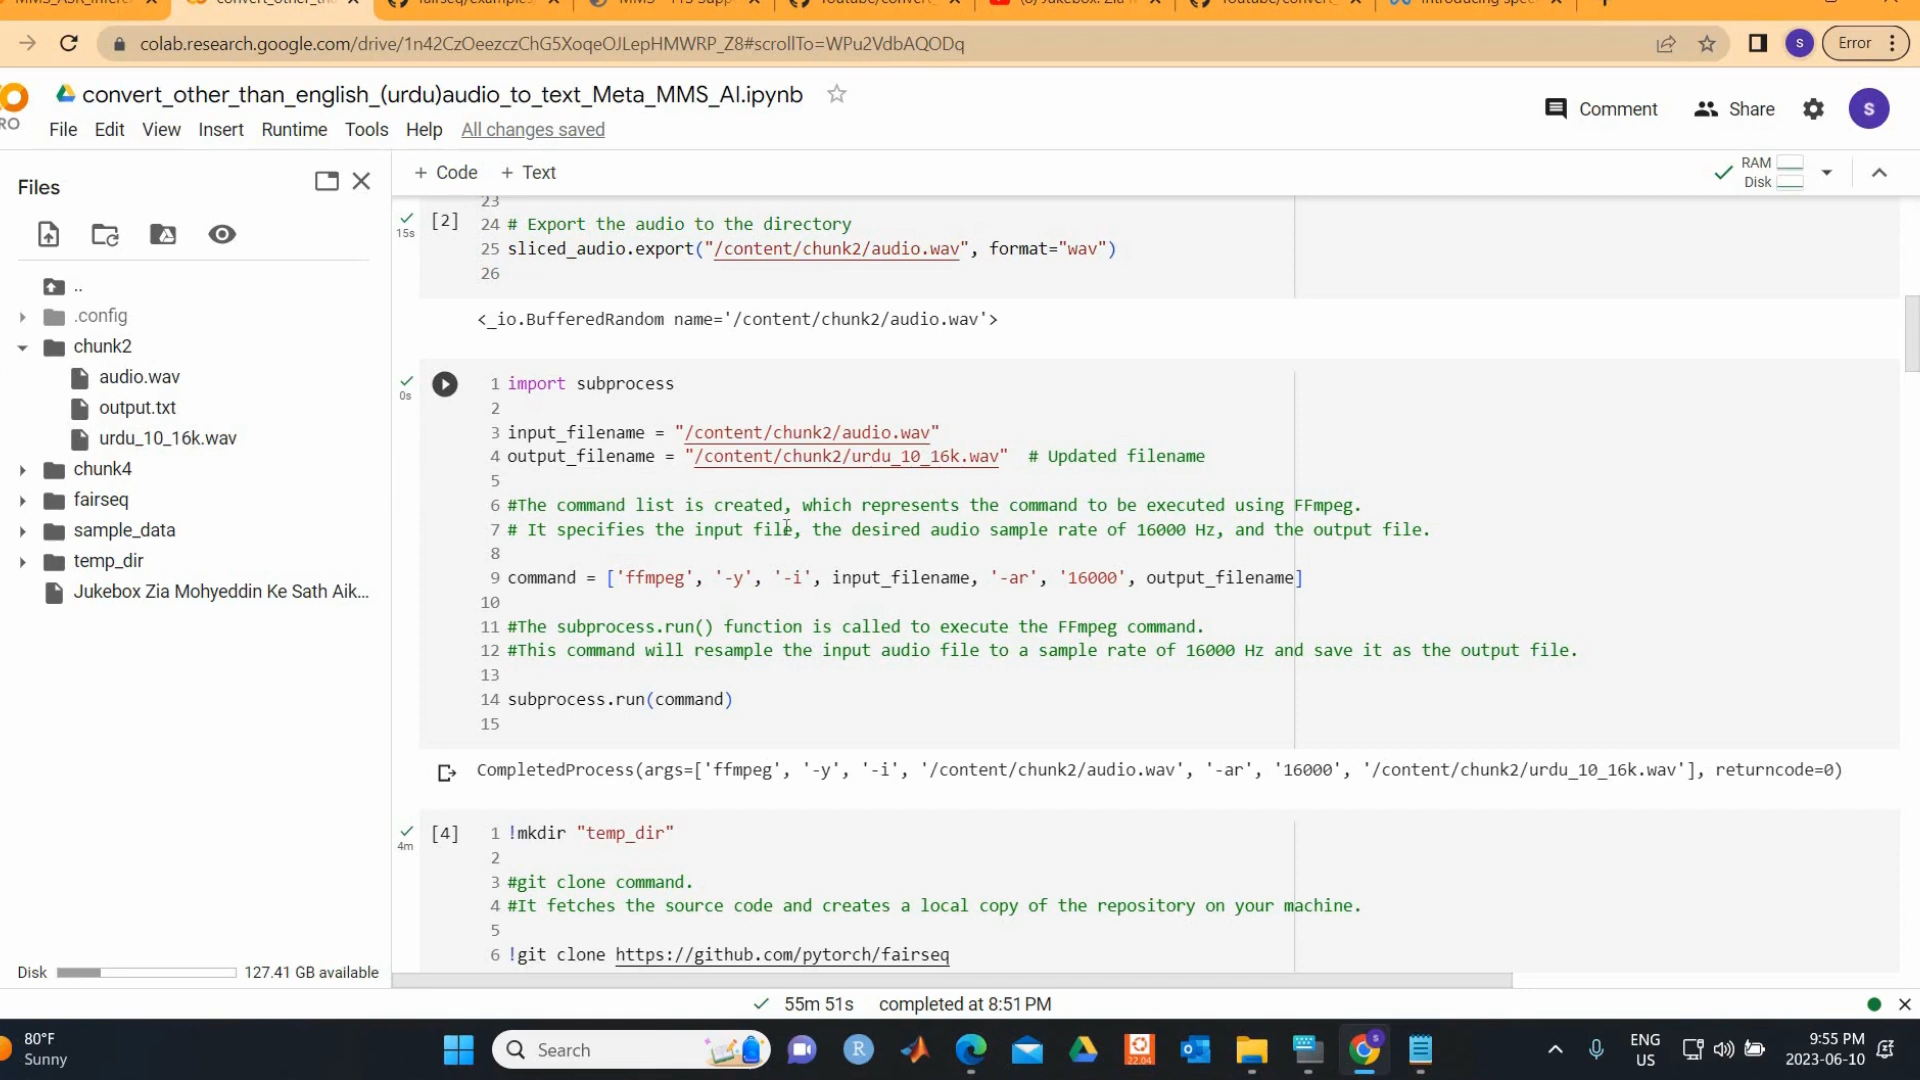 colab.research.google.com/drive/1n42CzOeezczChG5XoqeOJLepHMWRP_Z8#scrollTo=WPu2VdbAQODq
S
Error
RO
convert_other_than_english_(urdu)audio_to_text_Meta_MMS_AI.ipynb
Comment
Share
S
File Edit View Insert Runtime Tools Help All changes saved
Files
+ Code + Text
RAM
Disk
..
.config
chunk2
audio.wav
output.txt
urdu_10_16k.wav
chunk4
fairseq
sample_data
temp_dir
Jukebox Zia Mohyeddin Ke Sath Aik...
Disk 127.41 GB available
23
15s [2] 24 # Export the audio to the directory
25 sliced_audio.export("/content/chunk2/audio.wav", format="wav")
26
<_io.BufferedRandom name='/content/chunk2/audio.wav'>
0s 1 import subprocess
2
3 input_filename = "/content/chunk2/audio.wav"
4 output_filename = "/content/chunk2/urdu_10_16k.wav" # Updated filename
5
6 #The command list is created, which represents the command to be executed using FFmpeg.
7 # It specifies the input file, the desired audio sample rate of 16000 Hz, and the output file.
8
9 command = ['ffmpeg', '-y', '-i', input_filename, '-ar', '16000', output_filename]
10
11 #The subprocess.run() function is called to execute the FFmpeg command.
12 #This command will resample the input audio file to a sample rate of 16000 Hz and save it as the output file.
13
14 subprocess.run(command)
15
CompletedProcess(args=['ffmpeg', '-y', '-i', '/content/chunk2/audio.wav', '-ar', '16000', '/content/chunk2/urdu_10_16k.wav'], returncode=0)
4m [4] 1 !mkdir "temp_dir"
2
3 #git clone command.
4 #It fetches the source code and creates a local copy of the repository on your machine.
5
6 !git clone https://github.com/pytorch/fairseq
55m 51s completed at 8:51 PM
80°F
Sunny
Search
R
22.04
S
ENG
US
9:55 PM
2023-06-10